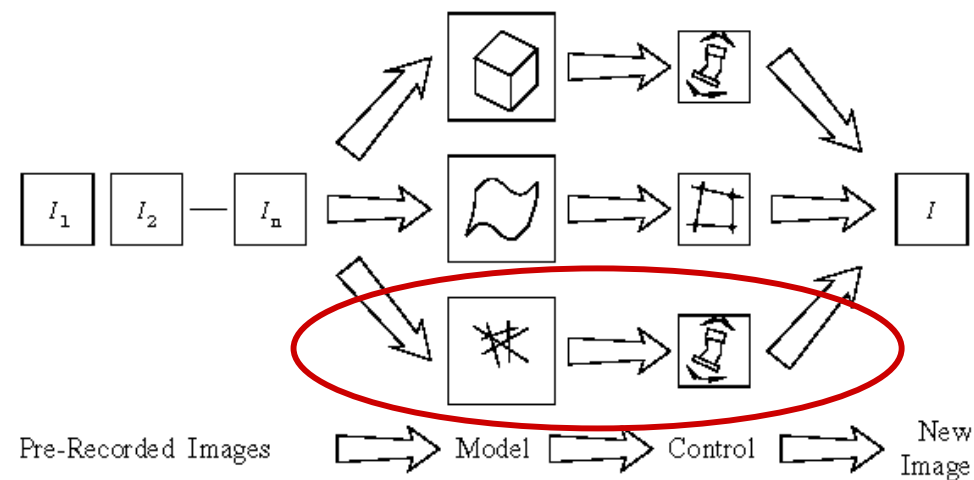 I1 I2 — In I
Pre-Recorded Images Model Control New Image